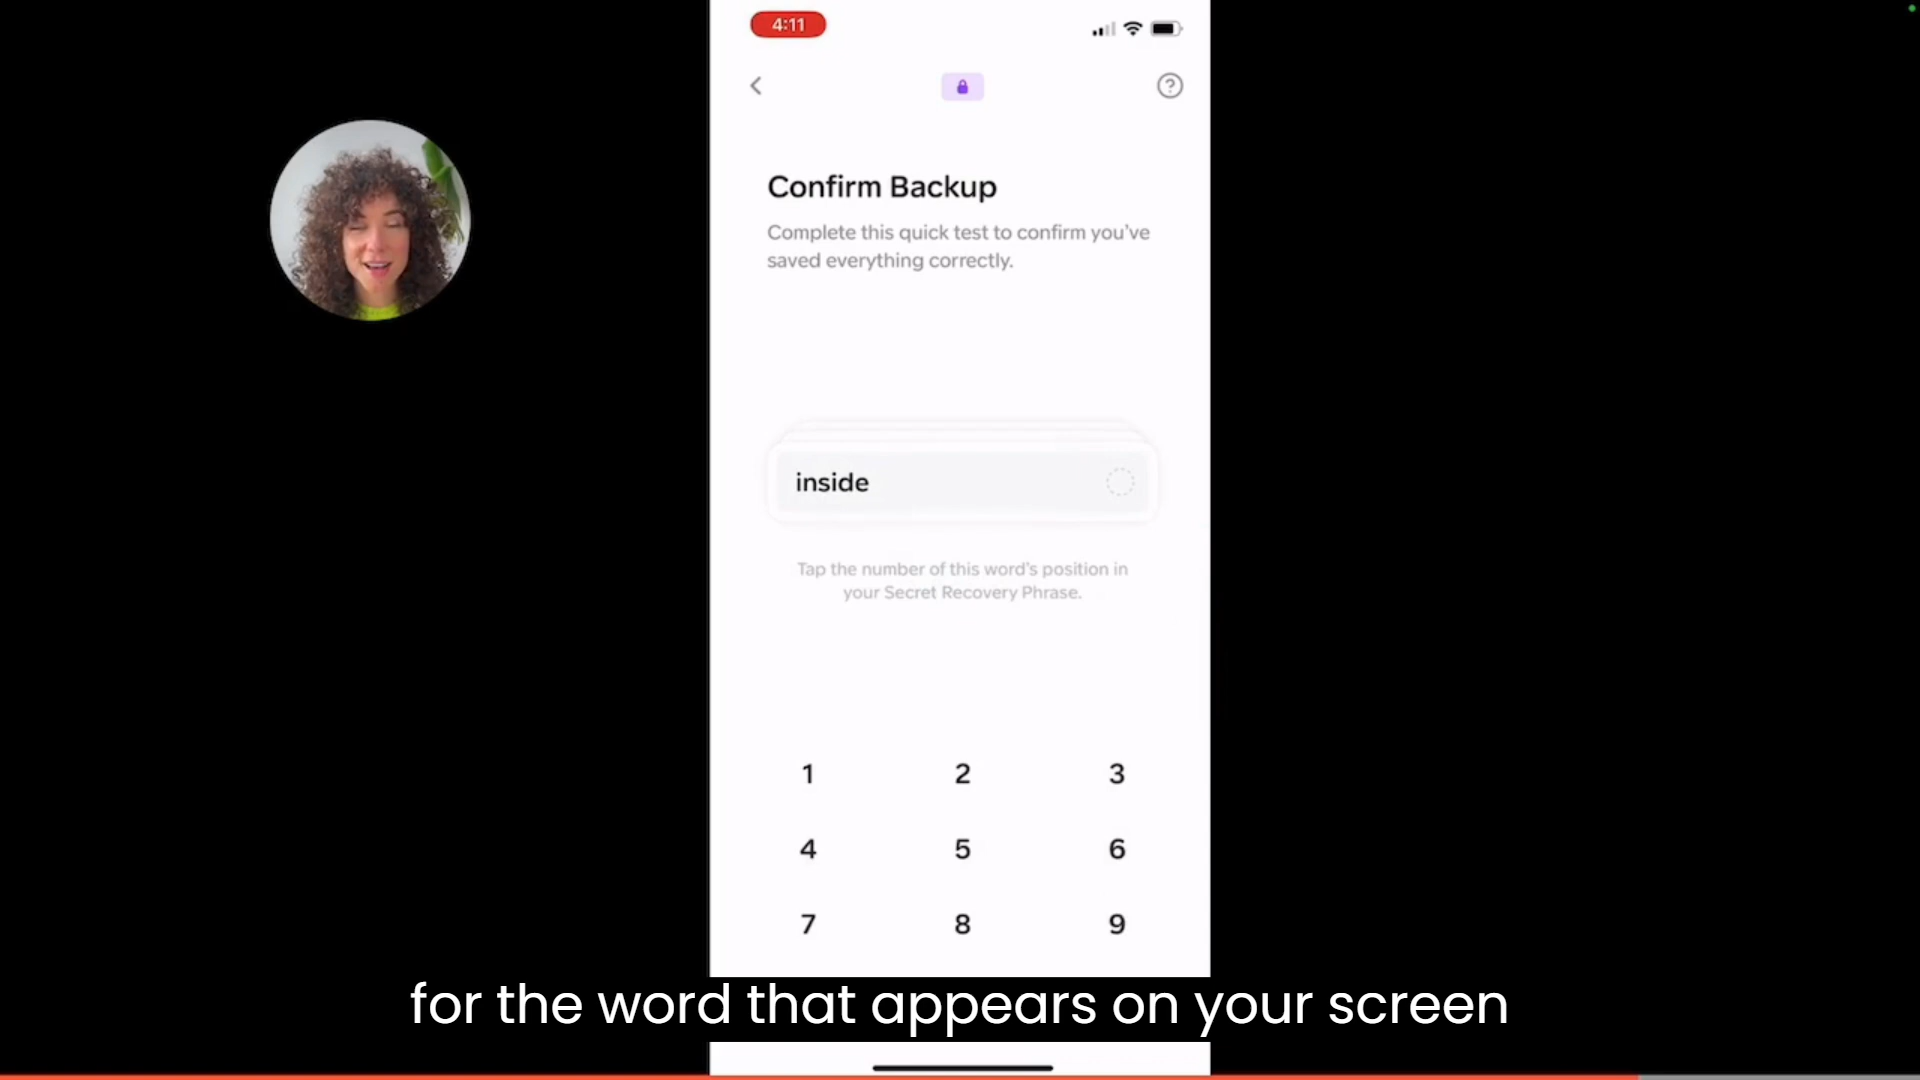 4:11
Confirm Backup
Complete this quick test to confirm you've
saved everything correctly.
inside
Tap the number of this word's position in
your Secret Recovery Phrase.
1 2 3
4 5 6
7 8 9
for the word that appears on your screen